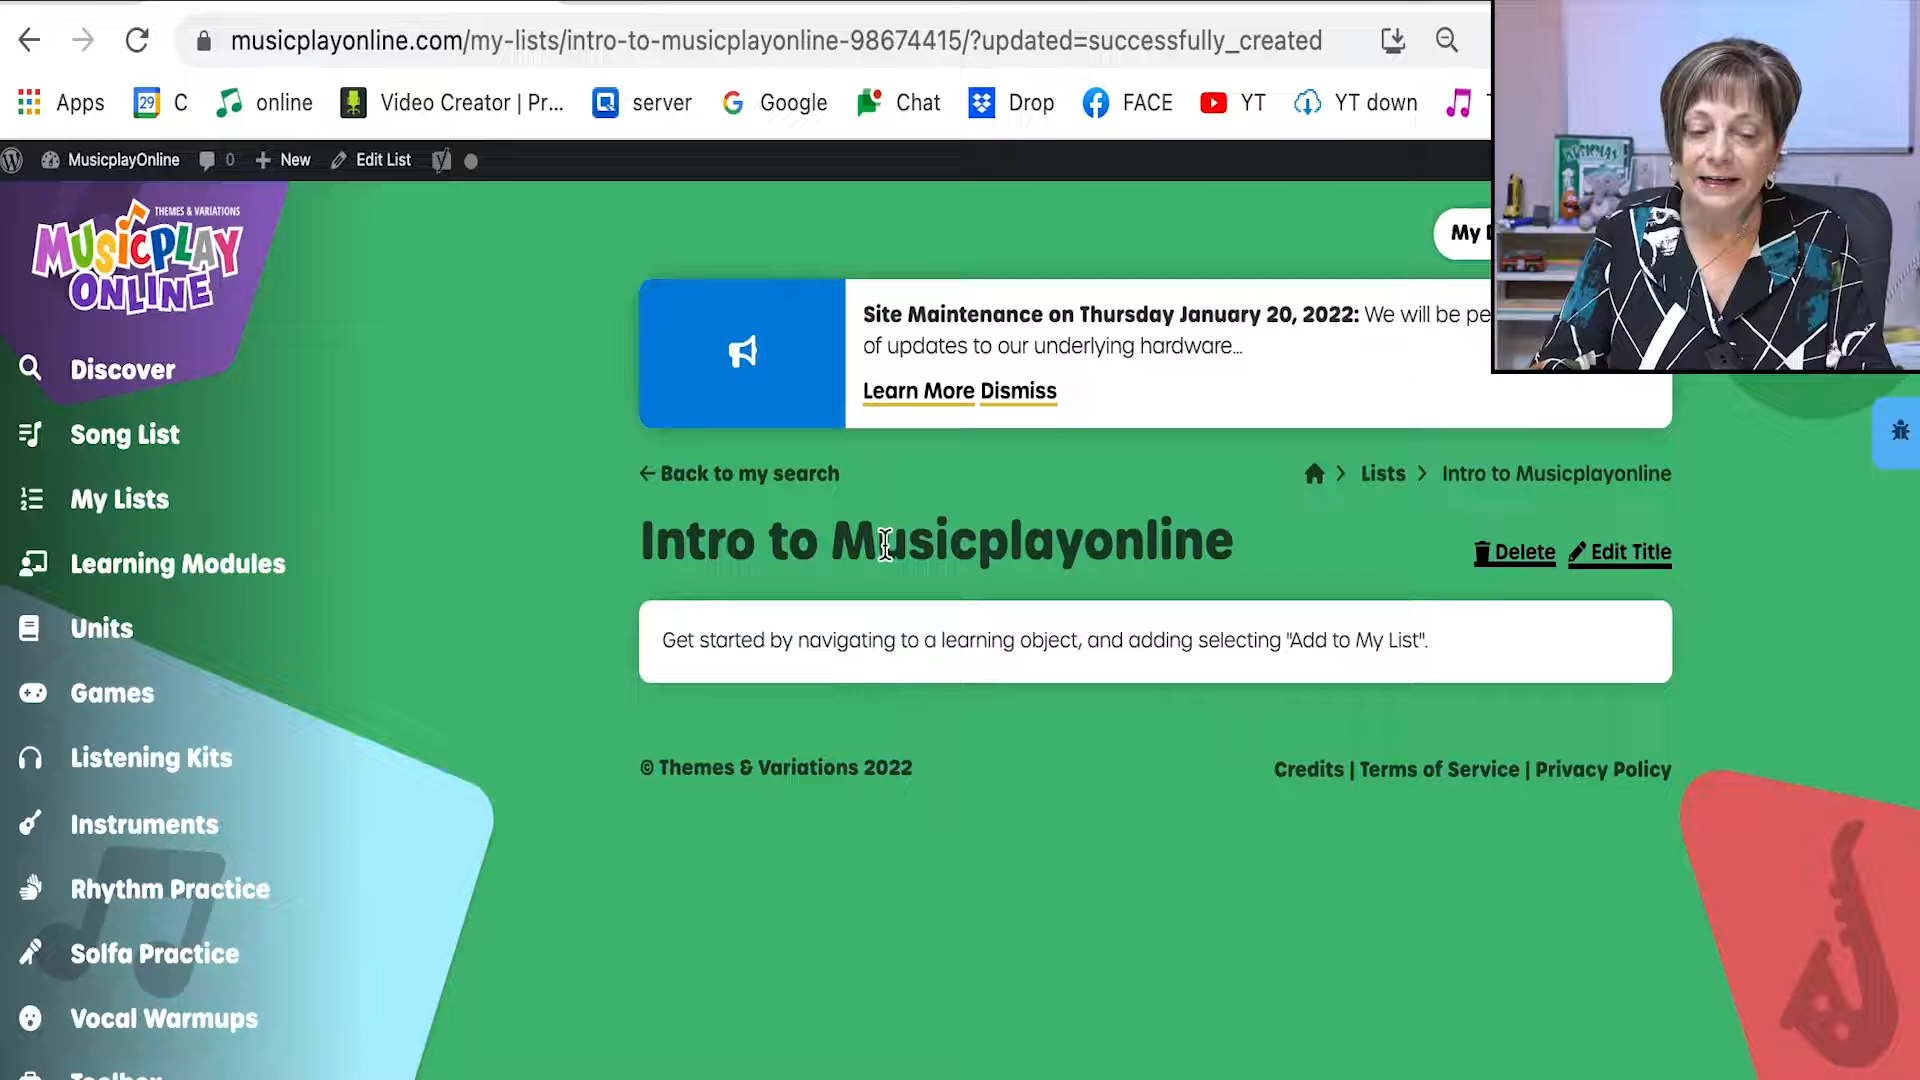 musicplayonline.com/my-lists/intro-to-musicplayonline-98674415/?updated=successfully_created
Apps 29 C online Video Creator | Pr... server Google Chat Drop FACE YT YT down
MusicplayOnline 0 New Edit List
THEMES & VARIATIONS
MUSICPLAY
ONLINE
My
Site Maintenance on Thursday January 20, 2022: We will be pe
of updates to our underlying hardware...
Learn More Dismiss
Discover
Song List
My Lists
Learning Modules
Units
Games
Listening Kits
Instruments
Rhythm Practice
Solfa Practice
Vocal Warmups
Toolbox
Back to my search
Lists Intro to Musicplayonline
Intro to Musicplayonline
Delete Edit Title
Get started by navigating to a learning object, and adding selecting "Add to My List".
© Themes & Variations 2022
Credits | Terms of Service | Privacy Policy